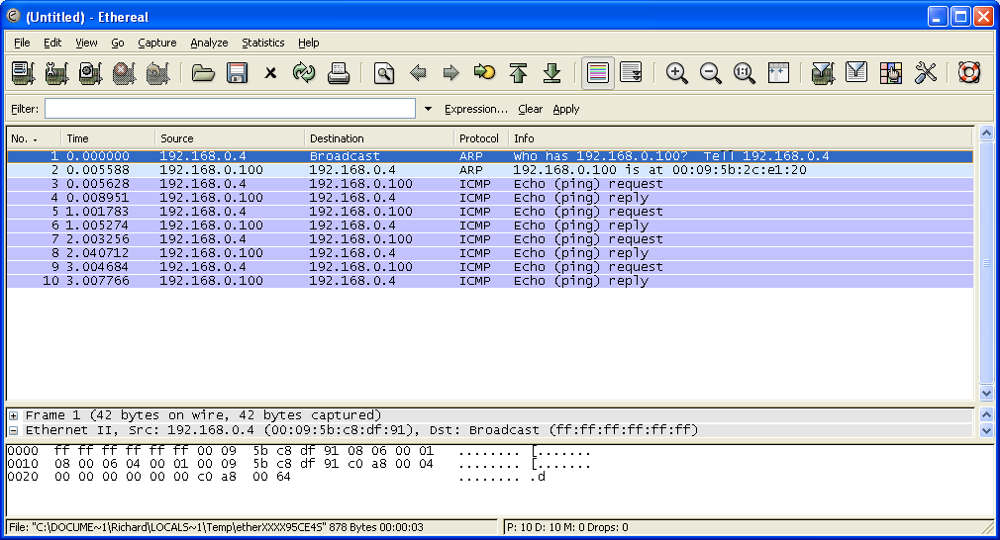 (Untitled) - Ethereal
File Edit View Go Capture Analyze Statistics Help
Filter: Expression... Clear Apply
No. Time Source Destination Protocol Info
1 0.000000 192.168.0.4 Broadcast ARP Who has 192.168.0.100? Tell 192.168.0.4
2 0.005588 192.168.0.100 192.168.0.4 ARP 192.168.0.100 is at 00:09:5b:2c:e1:20
3 0.005628 192.168.0.4 192.168.0.100 ICMP Echo (ping) request
4 0.008951 192.168.0.100 192.168.0.4 ICMP Echo (ping) reply
5 1.001783 192.168.0.4 192.168.0.100 ICMP Echo (ping) request
6 1.005274 192.168.0.100 192.168.0.4 ICMP Echo (ping) reply
7 2.003256 192.168.0.4 192.168.0.100 ICMP Echo (ping) request
8 2.040712 192.168.0.100 192.168.0.4 ICMP Echo (ping) reply
9 3.004684 192.168.0.4 192.168.0.100 ICMP Echo (ping) request
10 3.007766 192.168.0.100 192.168.0.4 ICMP Echo (ping) reply
Frame 1 (42 bytes on wire, 42 bytes captured)
Ethernet II, Src: 192.168.0.4 (00:09:5b:c8:df:91), Dst: Broadcast (ff:ff:ff:ff:ff:ff)
0000 ff ff ff ff ff ff 00 09 5b c8 df 91 08 06 00 01 ........ [.......
0010 08 00 06 04 00 01 00 09 5b c8 df 91 c0 a8 00 04 ........ [.......
0020 00 00 00 00 00 00 c0 a8 00 64 ........ .d
File: "C:\DOCUME~1\Richard\LOCALS~1\Temp\etherXXXX95CE4S" 878 Bytes 00:00:03 P: 10 D: 10 M: 0 Drops: 0